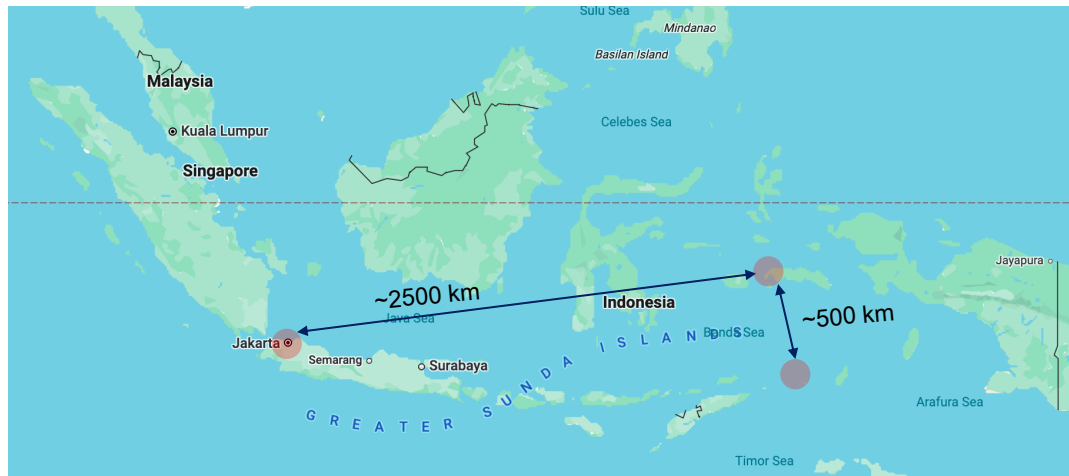 Sulu Sea
Mindanao
Basilan Island
Malaysia
Celebes Sea
Kuala Lumpur
Singapore
Jayapura
~2500 km
Indonesia
Java Sea
~500 km
Banda Sea
Jakarta
Semarang
Surabaya
GREATER SUNDA ISLANDS
Arafura Sea
Timor Sea